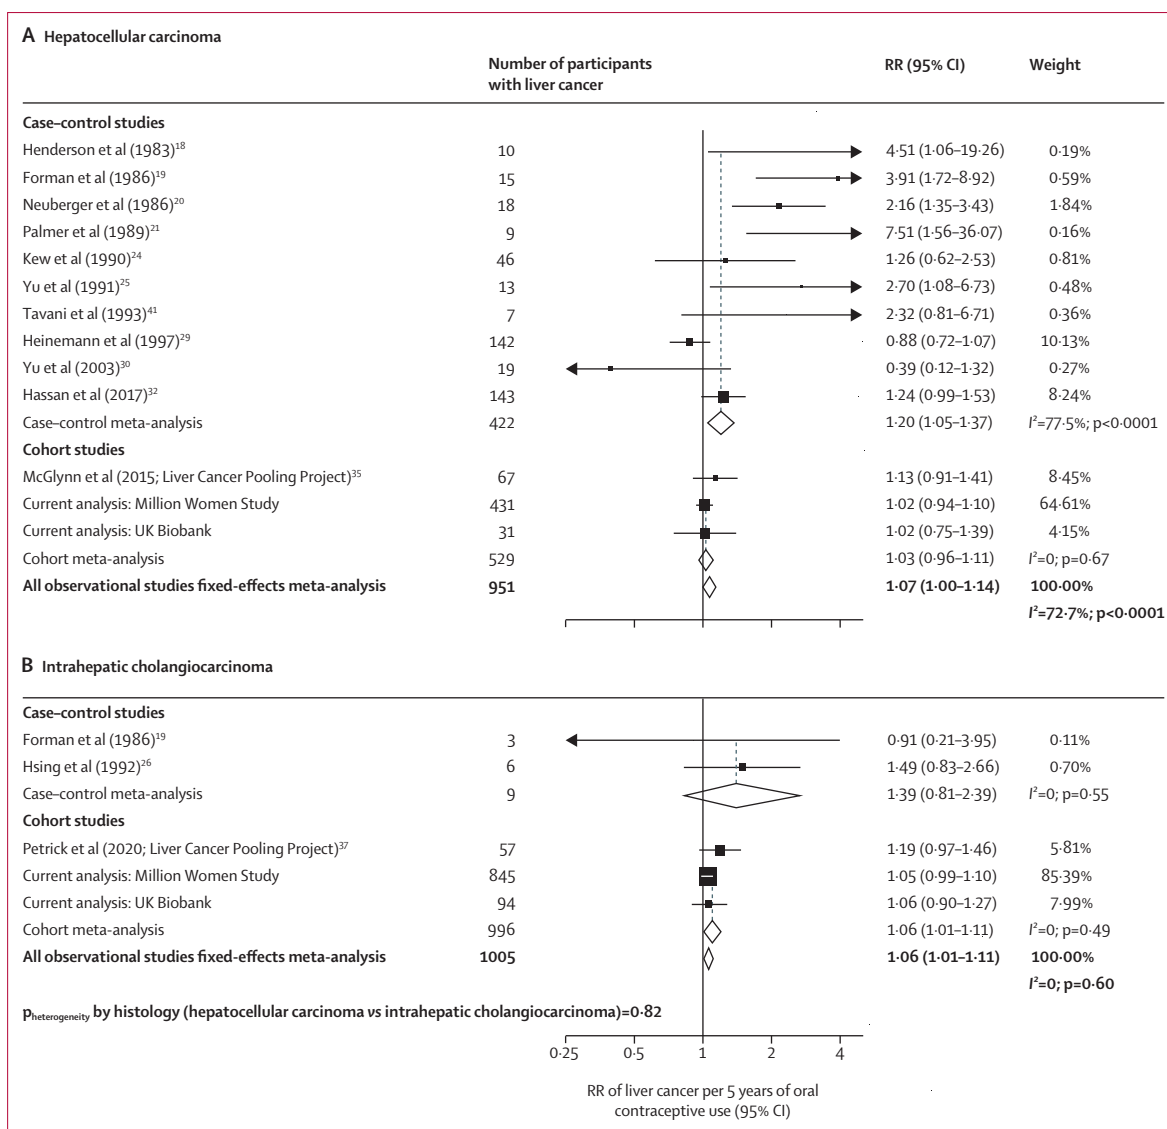 A Hepatocellular carcinoma
Number of participants with liver cancer RR (95% CI) Weight
Case–control studies
Henderson et al (1983)18 10 4·51 (1·06–19·26) 0·19%
Forman et al (1986)19 15 3·91 (1·72–8·92) 0·59%
Neuberger et al (1986)20 18 2·16 (1·35–3·43) 1·84%
Palmer et al (1989)21 9 7·51 (1·56–36·07) 0·16%
Kew et al (1990)24 46 1·26 (0·62–2·53) 0·81%
Yu et al (1991)25 13 2·70 (1·08–6·73) 0·48%
Tavani et al (1993)41 7 2·32 (0·81–6·71) 0·36%
Heinemann et al (1997)29 142 0·88 (0·72–1·07) 10·13%
Yu et al (2003)30 19 0·39 (0·12–1·32) 0·27%
Hassan et al (2017)32 143 1·24 (0·99–1·53) 8·24%
Case–control meta-analysis 422 1·20 (1·05–1·37) I²=77·5%; p<0·0001
Cohort studies
McGlynn et al (2015; Liver Cancer Pooling Project)35 67 1·13 (0·91–1·41) 8·45%
Current analysis: Million Women Study 431 1·02 (0·94–1·10) 64·61%
Current analysis: UK Biobank 31 1·02 (0·75–1·39) 4·15%
Cohort meta-analysis 529 1·03 (0·96–1·11) I²=0; p=0·67
All observational studies fixed-effects meta-analysis 951 1·07 (1·00–1·14) 100·00%
I²=72·7%; p<0·0001
B Intrahepatic cholangiocarcinoma
Case–control studies
Forman et al (1986)19 3 0·91 (0·21–3·95) 0·11%
Hsing et al (1992)26 6 1·49 (0·83–2·66) 0·70%
Case–control meta-analysis 9 1·39 (0·81–2·39) I²=0; p=0·55
Cohort studies
Petrick et al (2020; Liver Cancer Pooling Project)37 57 1·19 (0·97–1·46) 5·81%
Current analysis: Million Women Study 845 1·05 (0·99–1·10) 85·39%
Current analysis: UK Biobank 94 1·06 (0·90–1·27) 7·99%
Cohort meta-analysis 996 1·06 (1·01–1·11) I²=0; p=0·49
All observational studies fixed-effects meta-analysis 1005 1·06 (1·01–1·11) 100·00%
I²=0; p=0·60
pheterogeneity by histology (hepatocellular carcinoma vs intrahepatic cholangiocarcinoma)=0·82
0·25 0·5 1 2 4
RR of liver cancer per 5 years of oral
contraceptive use (95% CI)